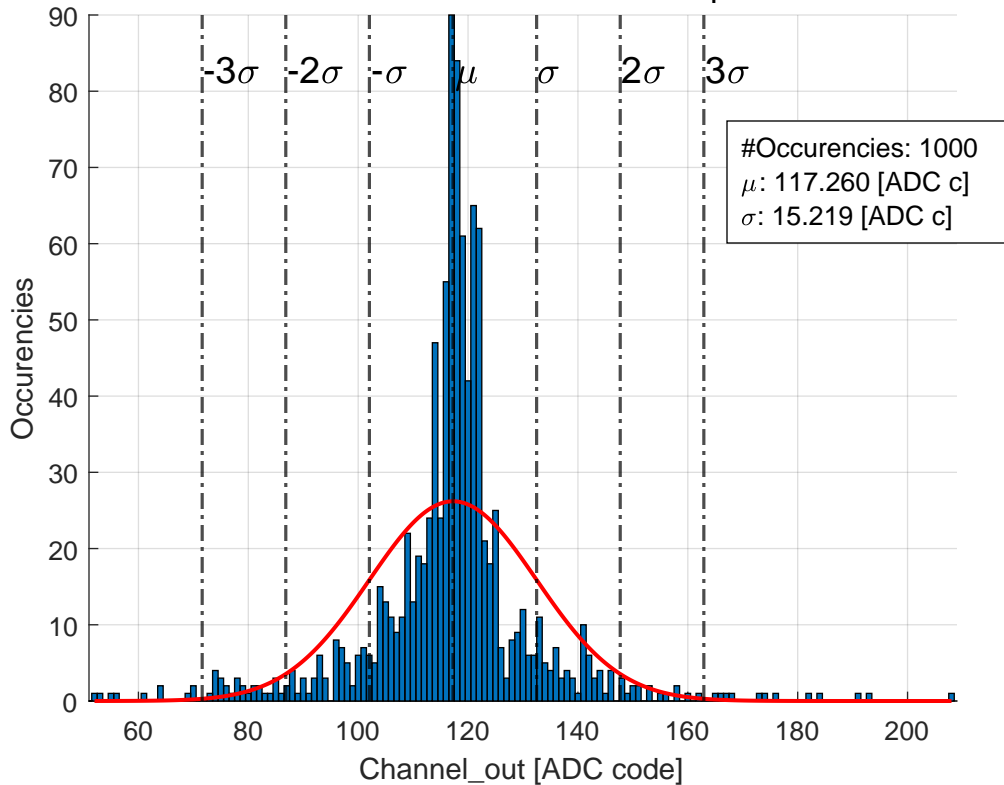 90
80
70
60
50
40
30
20
10
0
Occurencies
-3σ -2σ -σ μ σ 2σ 3σ
#Occurencies: 1000
μ: 117.260 [ADC c]
σ: 15.219 [ADC c]
60 80 100 120 140 160 180 200
Channel_out [ADC code]